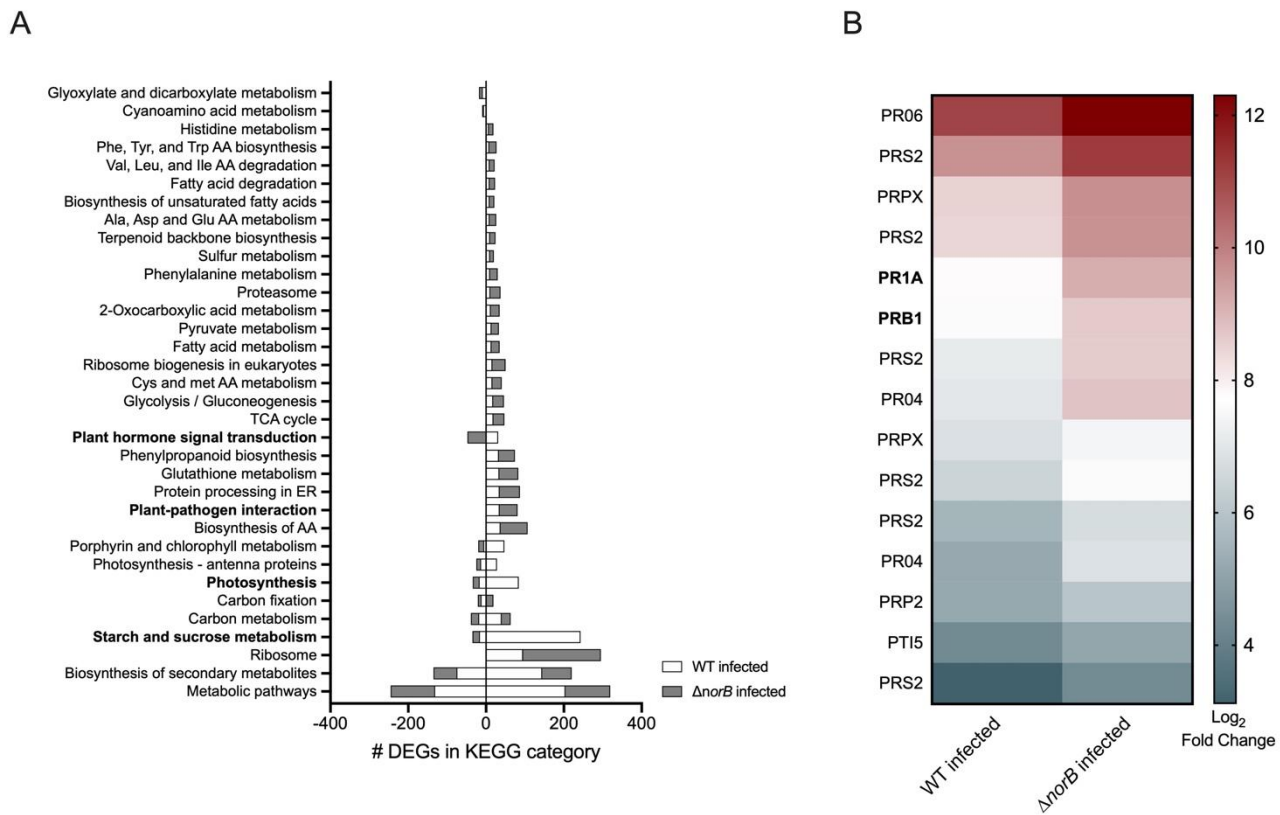 A
Glyoxylate and dicarboxylate metabolism
Cyanoamino acid metabolism
Histidine metabolism
Phe, Tyr, and Trp AA biosynthesis
Val, Leu, and Ile AA degradation
Fatty acid degradation
Biosynthesis of unsaturated fatty acids
Ala, Asp and Glu AA metabolism
Terpenoid backbone biosynthesis
Sulfur metabolism
Phenylalanine metabolism
Proteasome
2-Oxocarboxylic acid metabolism
Pyruvate metabolism
Fatty acid metabolism
Ribosome biogenesis in eukaryotes
Cys and met AA metabolism
Glycolysis / Gluconeogenesis
TCA cycle
Plant hormone signal transduction
Phenylpropanoid biosynthesis
Glutathione metabolism
Protein processing in ER
Plant-pathogen interaction
Biosynthesis of AA
Porphyrin and chlorophyll metabolism
Photosynthesis - antenna proteins
Photosynthesis
Carbon fixation
Carbon metabolism
Starch and sucrose metabolism
Ribosome
Biosynthesis of secondary metabolites
Metabolic pathways
-400 -200 0 200 400
# DEGs in KEGG category
WT infected
ΔnorB infected
B
PR06
PRS2
PRPX
PRS2
PR1A
PRB1
PRS2
PR04
PRPX
PRS2
PRS2
PR04
PRP2
PTI5
PRS2
WT infected
ΔnorB infected
12
10
8
6
4
Log2
Fold Change